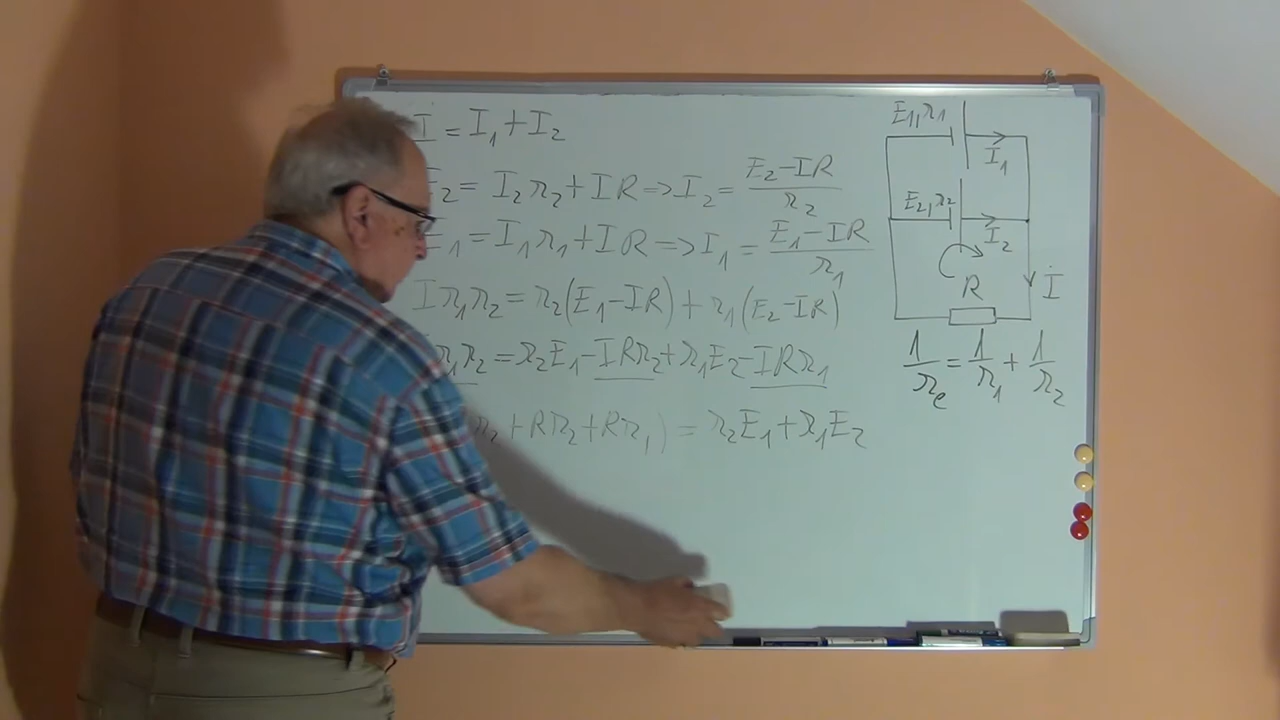 İ = I₁ + I₂
E₂ = I₂r₂ + IR => I₂ = (E₂ - IR)/r₂
E₁ = I₁r₁ + IR => I₁ = (E₁ - IR)/r₁
I r₁r₂ = r₂(E₁ - IR) + r₁(E₂ - IR)
r₁r₂ = r₂E₁ - IRr₂ + r₁E₂ - IRr₁
r₂ + Rr₂ + Rr₁) = r₂E₁ + r₁E₂
E₁, r₁
I₁
E₂, r₂
I₂
R
İ
1/rₑ = 1/r₁ + 1/r₂